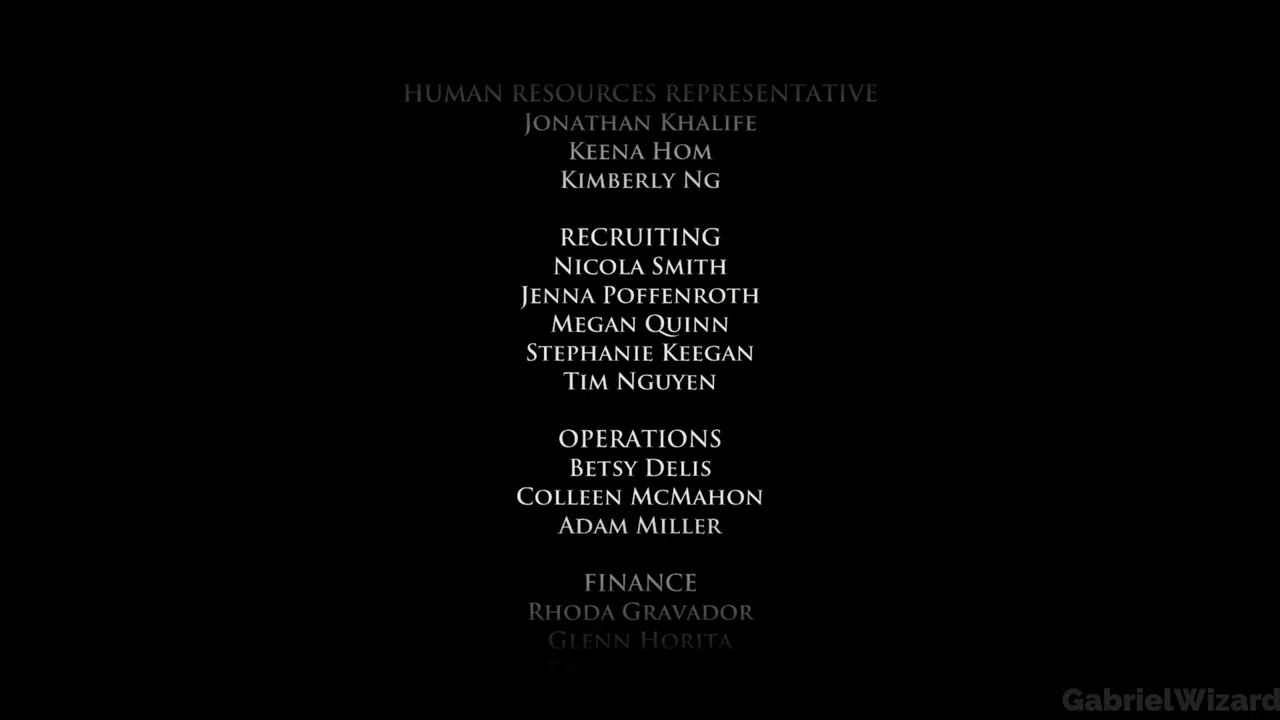 HUMAN RESOURCES REPRESENTATIVE
JONATHAN KHALIFE
KEENA HOM
KIMBERLY NG
RECRUITING
NICOLA SMITH
JENNA POFFENROTH
MEGAN QUINN
STEPHANIE KEEGAN
TIM NGUYEN
OPERATIONS
BETSY DELIS
COLLEEN MCMAHON
ADAM MILLER
FINANCE
RHODA GRAVADOR
GLENN HORITA
GabrielWizard